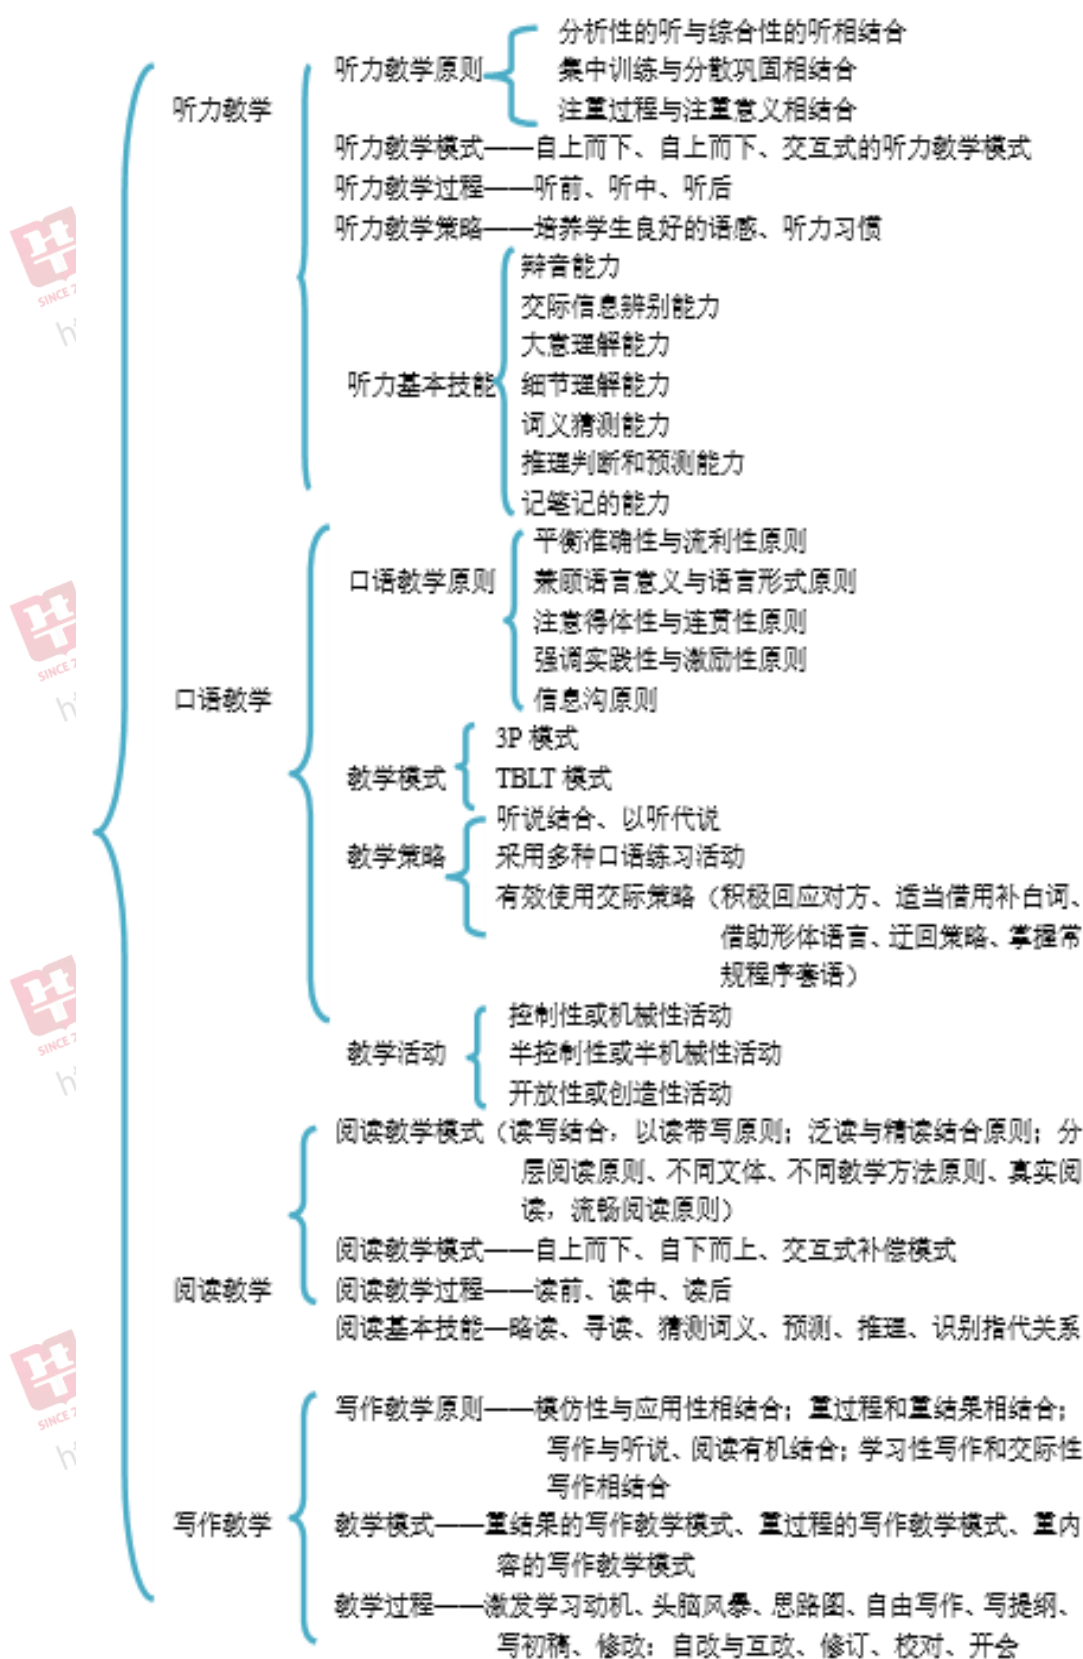 分析性的听与综合性的听相结合
听力教学原则
集中训练与分散巩固相结合
听力教学
注重过程与注重意义相结合
听力教学模式——自上而下、自上而下、交互式的听力教学模式
听力教学过程——听前、听中、听后
听力教学策略——培养学生良好的语感、听力习惯
SINCE 2
辩音能力
交际信息辨别能力
大意理解能力
听力基本技能
细节理解能力
词义猜测能力
推理判断和预测能力
记笔记的能力
平衡准确性与流利性原则
口语教学原则
兼顾语言意义与语言形式原则
注意得体性与连贯性原则
强调实践性与激励性原则
SINCE 2
口语教学
信息沟原则
3P 模式
教学模式
TBLT 模式
听说结合、以听代说
教学策略
采用多种口语练习活动
有效使用交际策略（积极回应对方、适当借用补白词、
借助形体语言、迂回策略、掌握常
规程序套语）
控制性或机械性活动
SINCE 2
教学活动
半控制性或半机械性活动
开放性或创造性活动
阅读教学模式（读写结合，以读带写原则；泛读与精读结合原则；分
层阅读原则、不同文体、不同教学方法原则、真实阅
读，流畅阅读原则）
阅读教学模式——自上而下、自下而上、交互式补偿模式
阅读教学
阅读教学过程——读前、读中、读后
阅读基本技能—略读、寻读、猜测词义、预测、推理、识别指代关系
SINCE 2
写作教学原则——模仿性与应用性相结合；重过程和重结果相结合；
写作与听说、阅读有机结合；学习性写作和交际性
写作相结合
写作教学
教学模式——重结果的写作教学模式、重过程的写作教学模式、重内
容的写作教学模式
教学过程——激发学习动机、头脑风暴、思路图、自由写作、写提纲、
写初稿、修改：自改与互改、修订、校对、开会